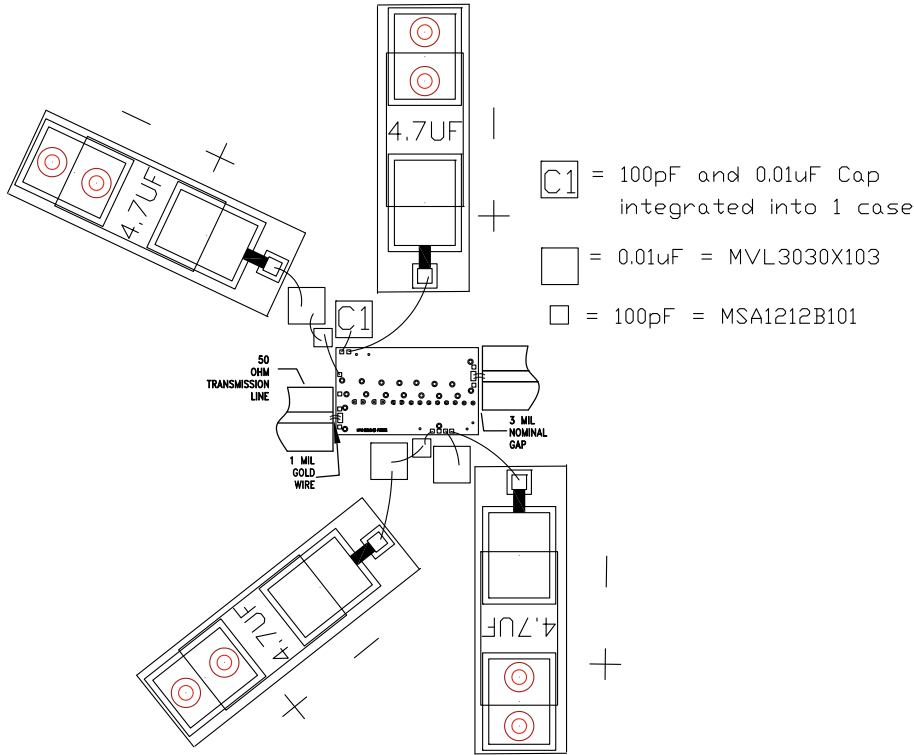 4.7UF
4.7UF
C1 = 100pF and 0.01uF Cap
integrated into 1 case
= 0.01uF = MVL3030X103
= 100pF = MSA1212B101
C1
50
OHM
TRANSMISSION
LINE
3 MIL
NOMINAL
GAP
1 MIL
GOLD
WIRE
4.7UF
4.7UF